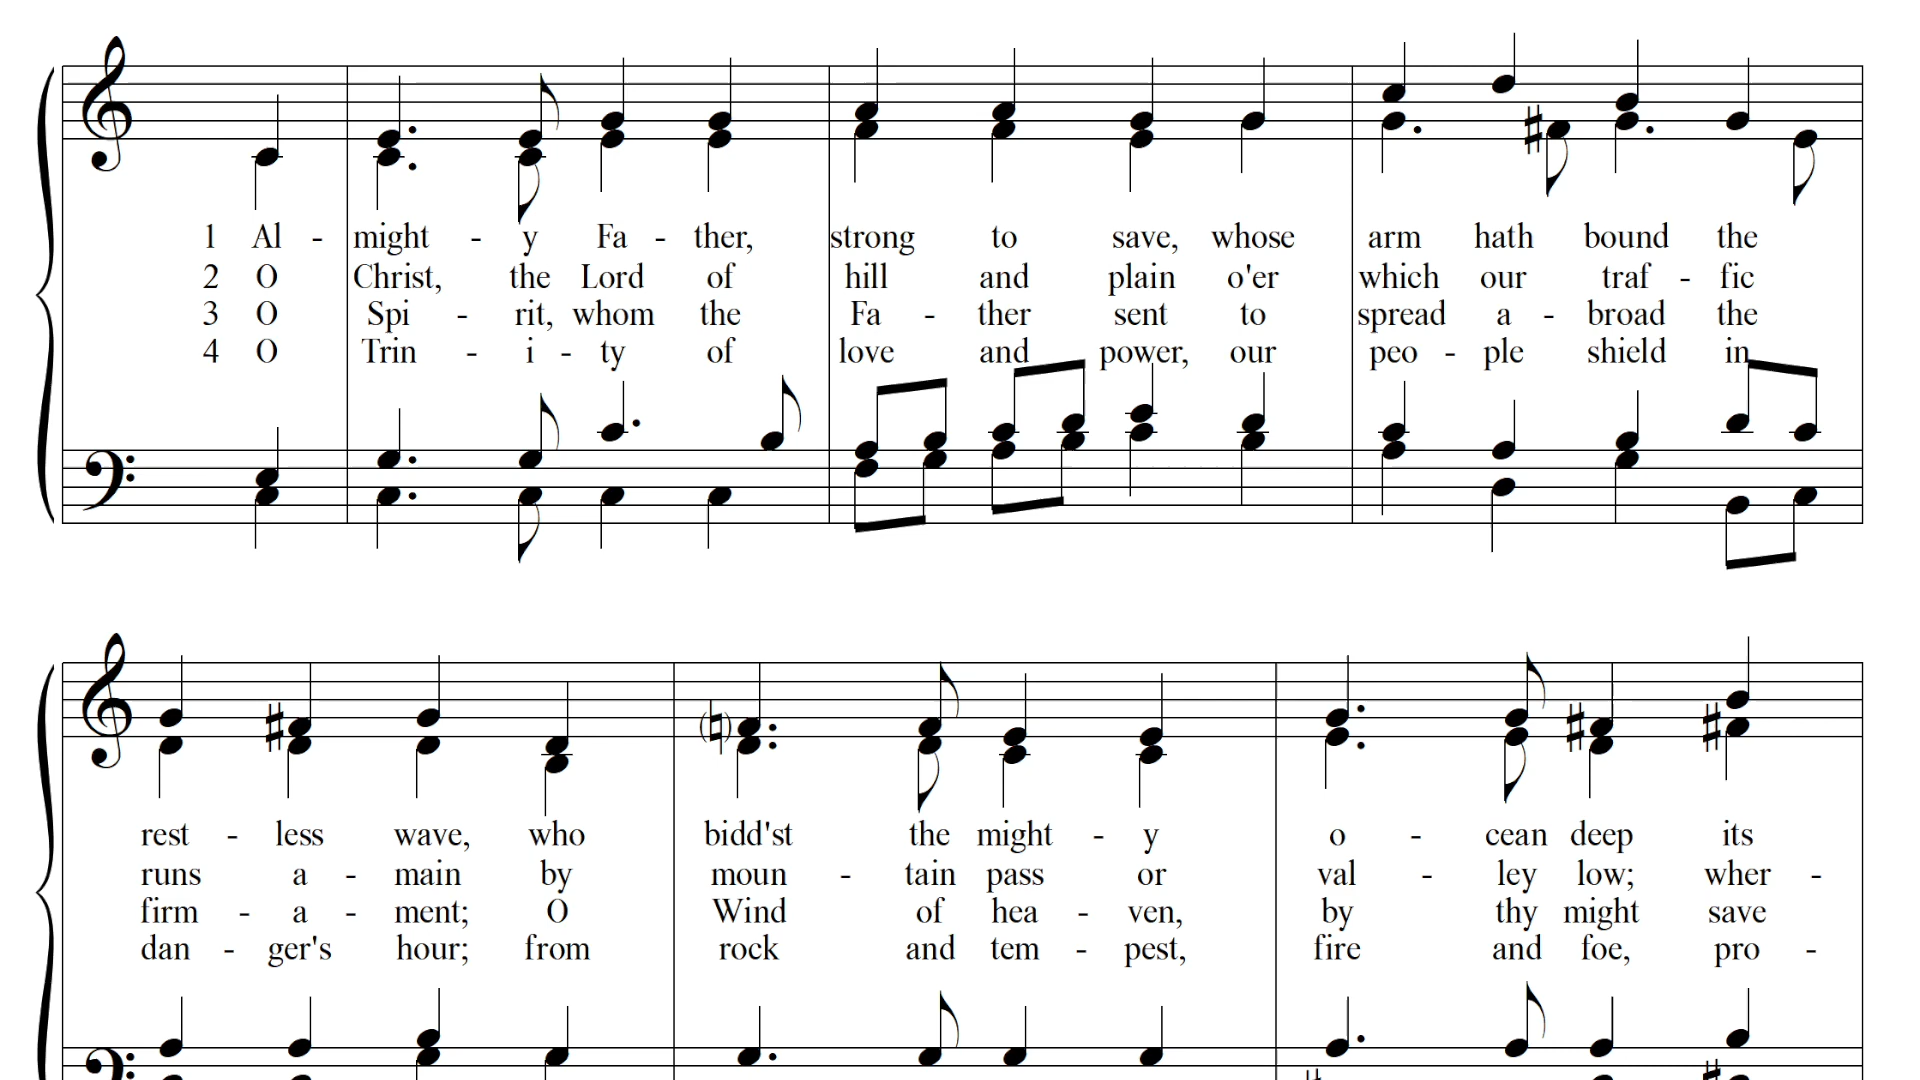 1 Al - might - y Fa - ther, strong to save, whose arm hath bound the
2 O Christ, the Lord of hill and plain o'er which our traf - fic
3 O Spi - rit, whom the Fa - ther sent to spread a - broad the
4 O Trin - i - ty of love and power, our peo - ple shield in
rest - less wave, who bidd'st the might - y o - cean deep its
runs a - main by moun - tain pass or val - ley low; wher -
firm - a - ment; O Wind of hea - ven, by thy might save
dan - ger's hour; from rock and tem - pest, fire and foe, pro -